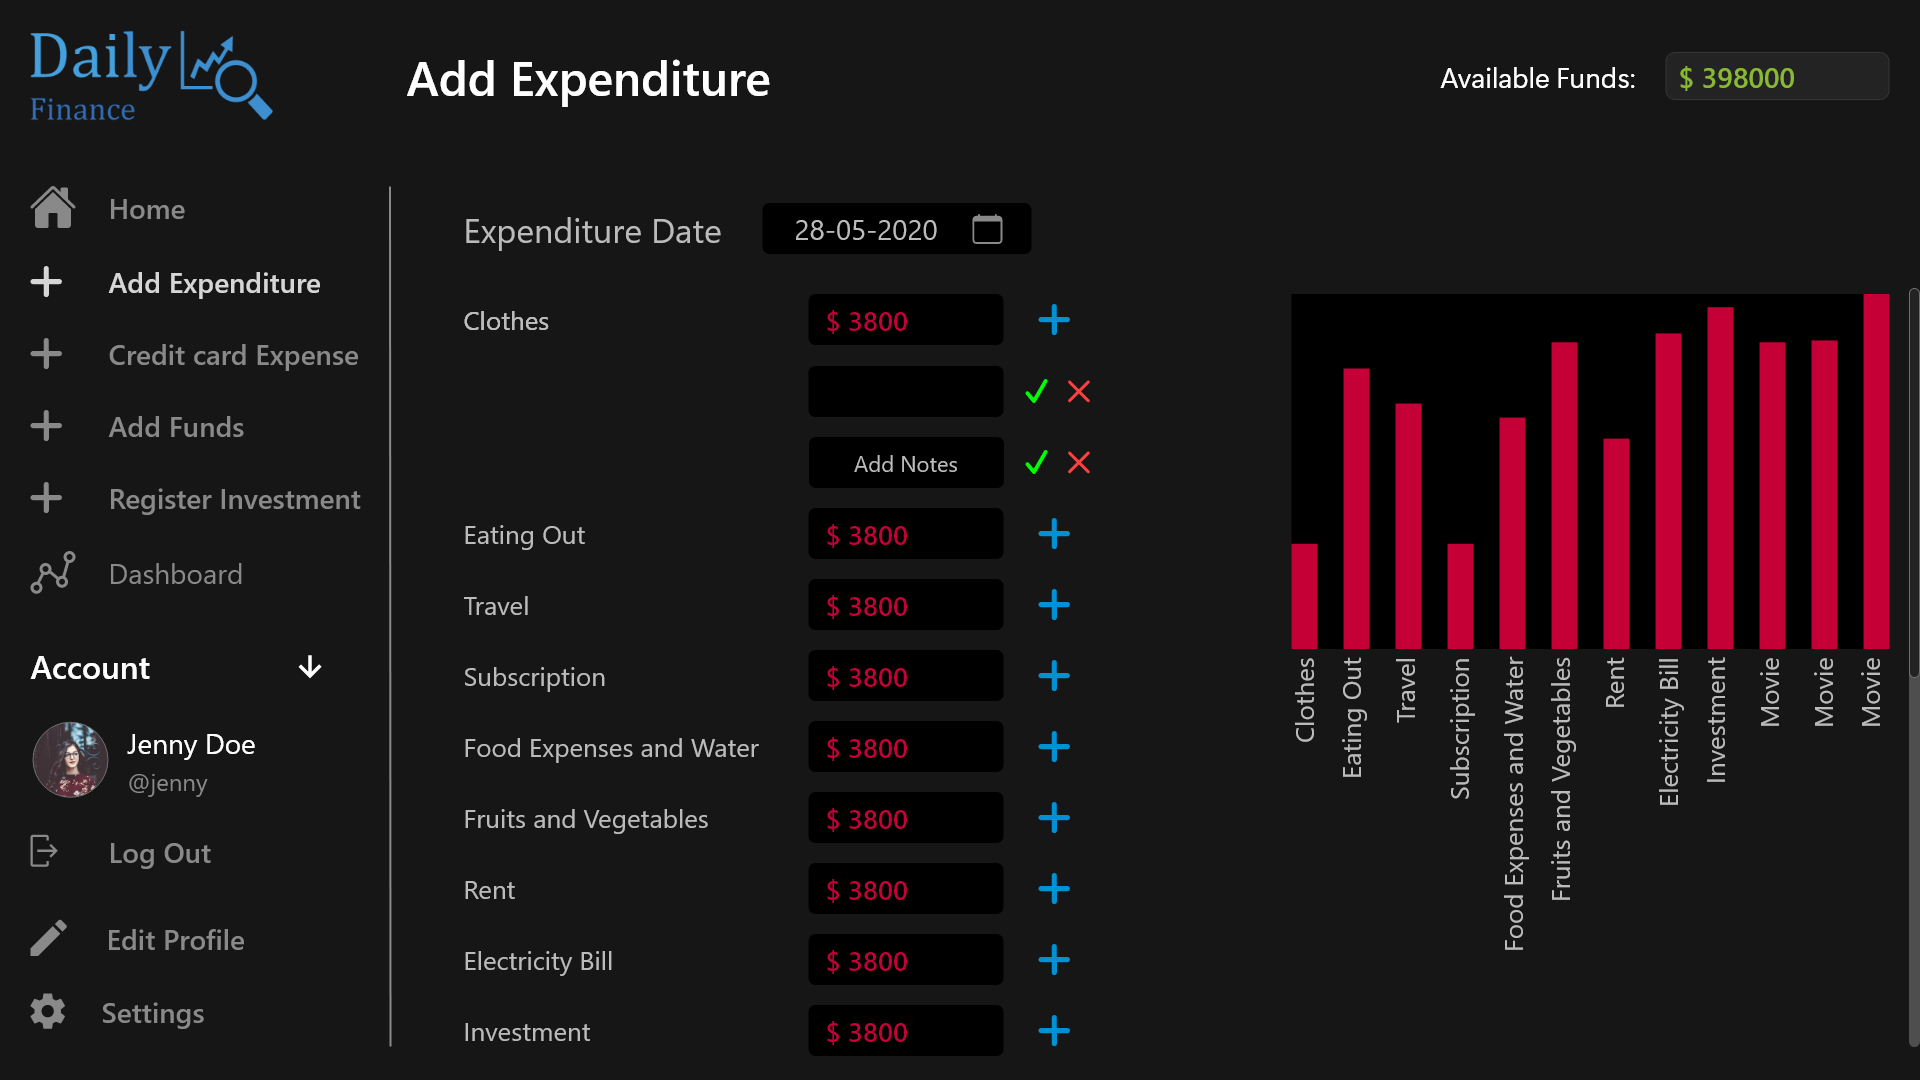 Daily
Finance
Add Expenditure
Available Funds:
$ 398000
Home
Add Expenditure
Credit card Expense
Add Funds
Register Investment
Dashboard
Account
Jenny Doe
@jenny
Log Out
Edit Profile
Settings
Expenditure Date
28-05-2020
Clothes
$ 3800
Add Notes
Eating Out
$ 3800
Travel
$ 3800
Subscription
$ 3800
Food Expenses and Water
$ 3800
Fruits and Vegetables
$ 3800
Rent
$ 3800
Electricity Bill
$ 3800
Investment
$ 3800
Clothes
Eating Out
Travel
Subscription
Food Expenses and Water
Fruits and Vegetables
Rent
Electricity Bill
Investment
Movie
Movie
Movie